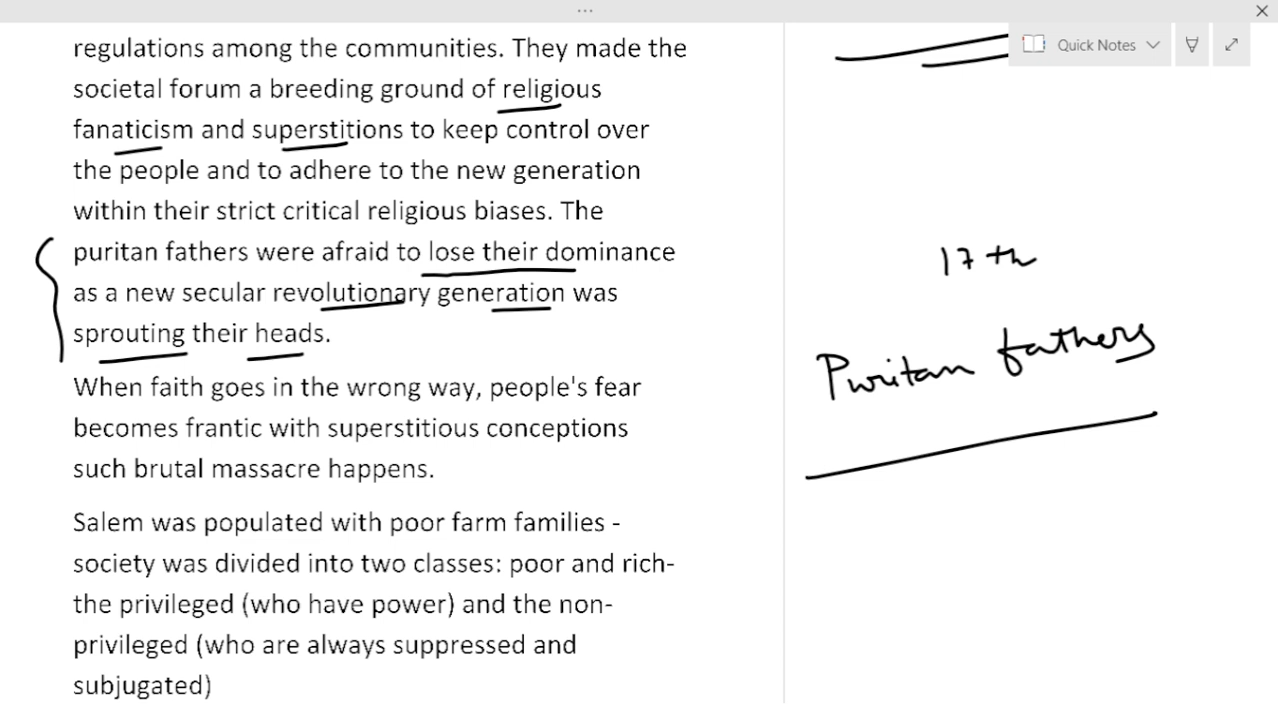 regulations among the communities. They made the
societal forum a breeding ground of religious
fanaticism and superstitions to keep control over
the people and to adhere to the new generation
within their strict critical religious biases. The
puritan fathers were afraid to lose their dominance
as a new secular revolutionary generation was
sprouting their heads.
When faith goes in the wrong way, people's fear
becomes frantic with superstitious conceptions
such brutal massacre happens.
Salem was populated with poor farm families -
society was divided into two classes: poor and rich-
the privileged (who have power) and the non-
privileged (who are always suppressed and
subjugated)
Quick Notes
17th
Puritan fathers